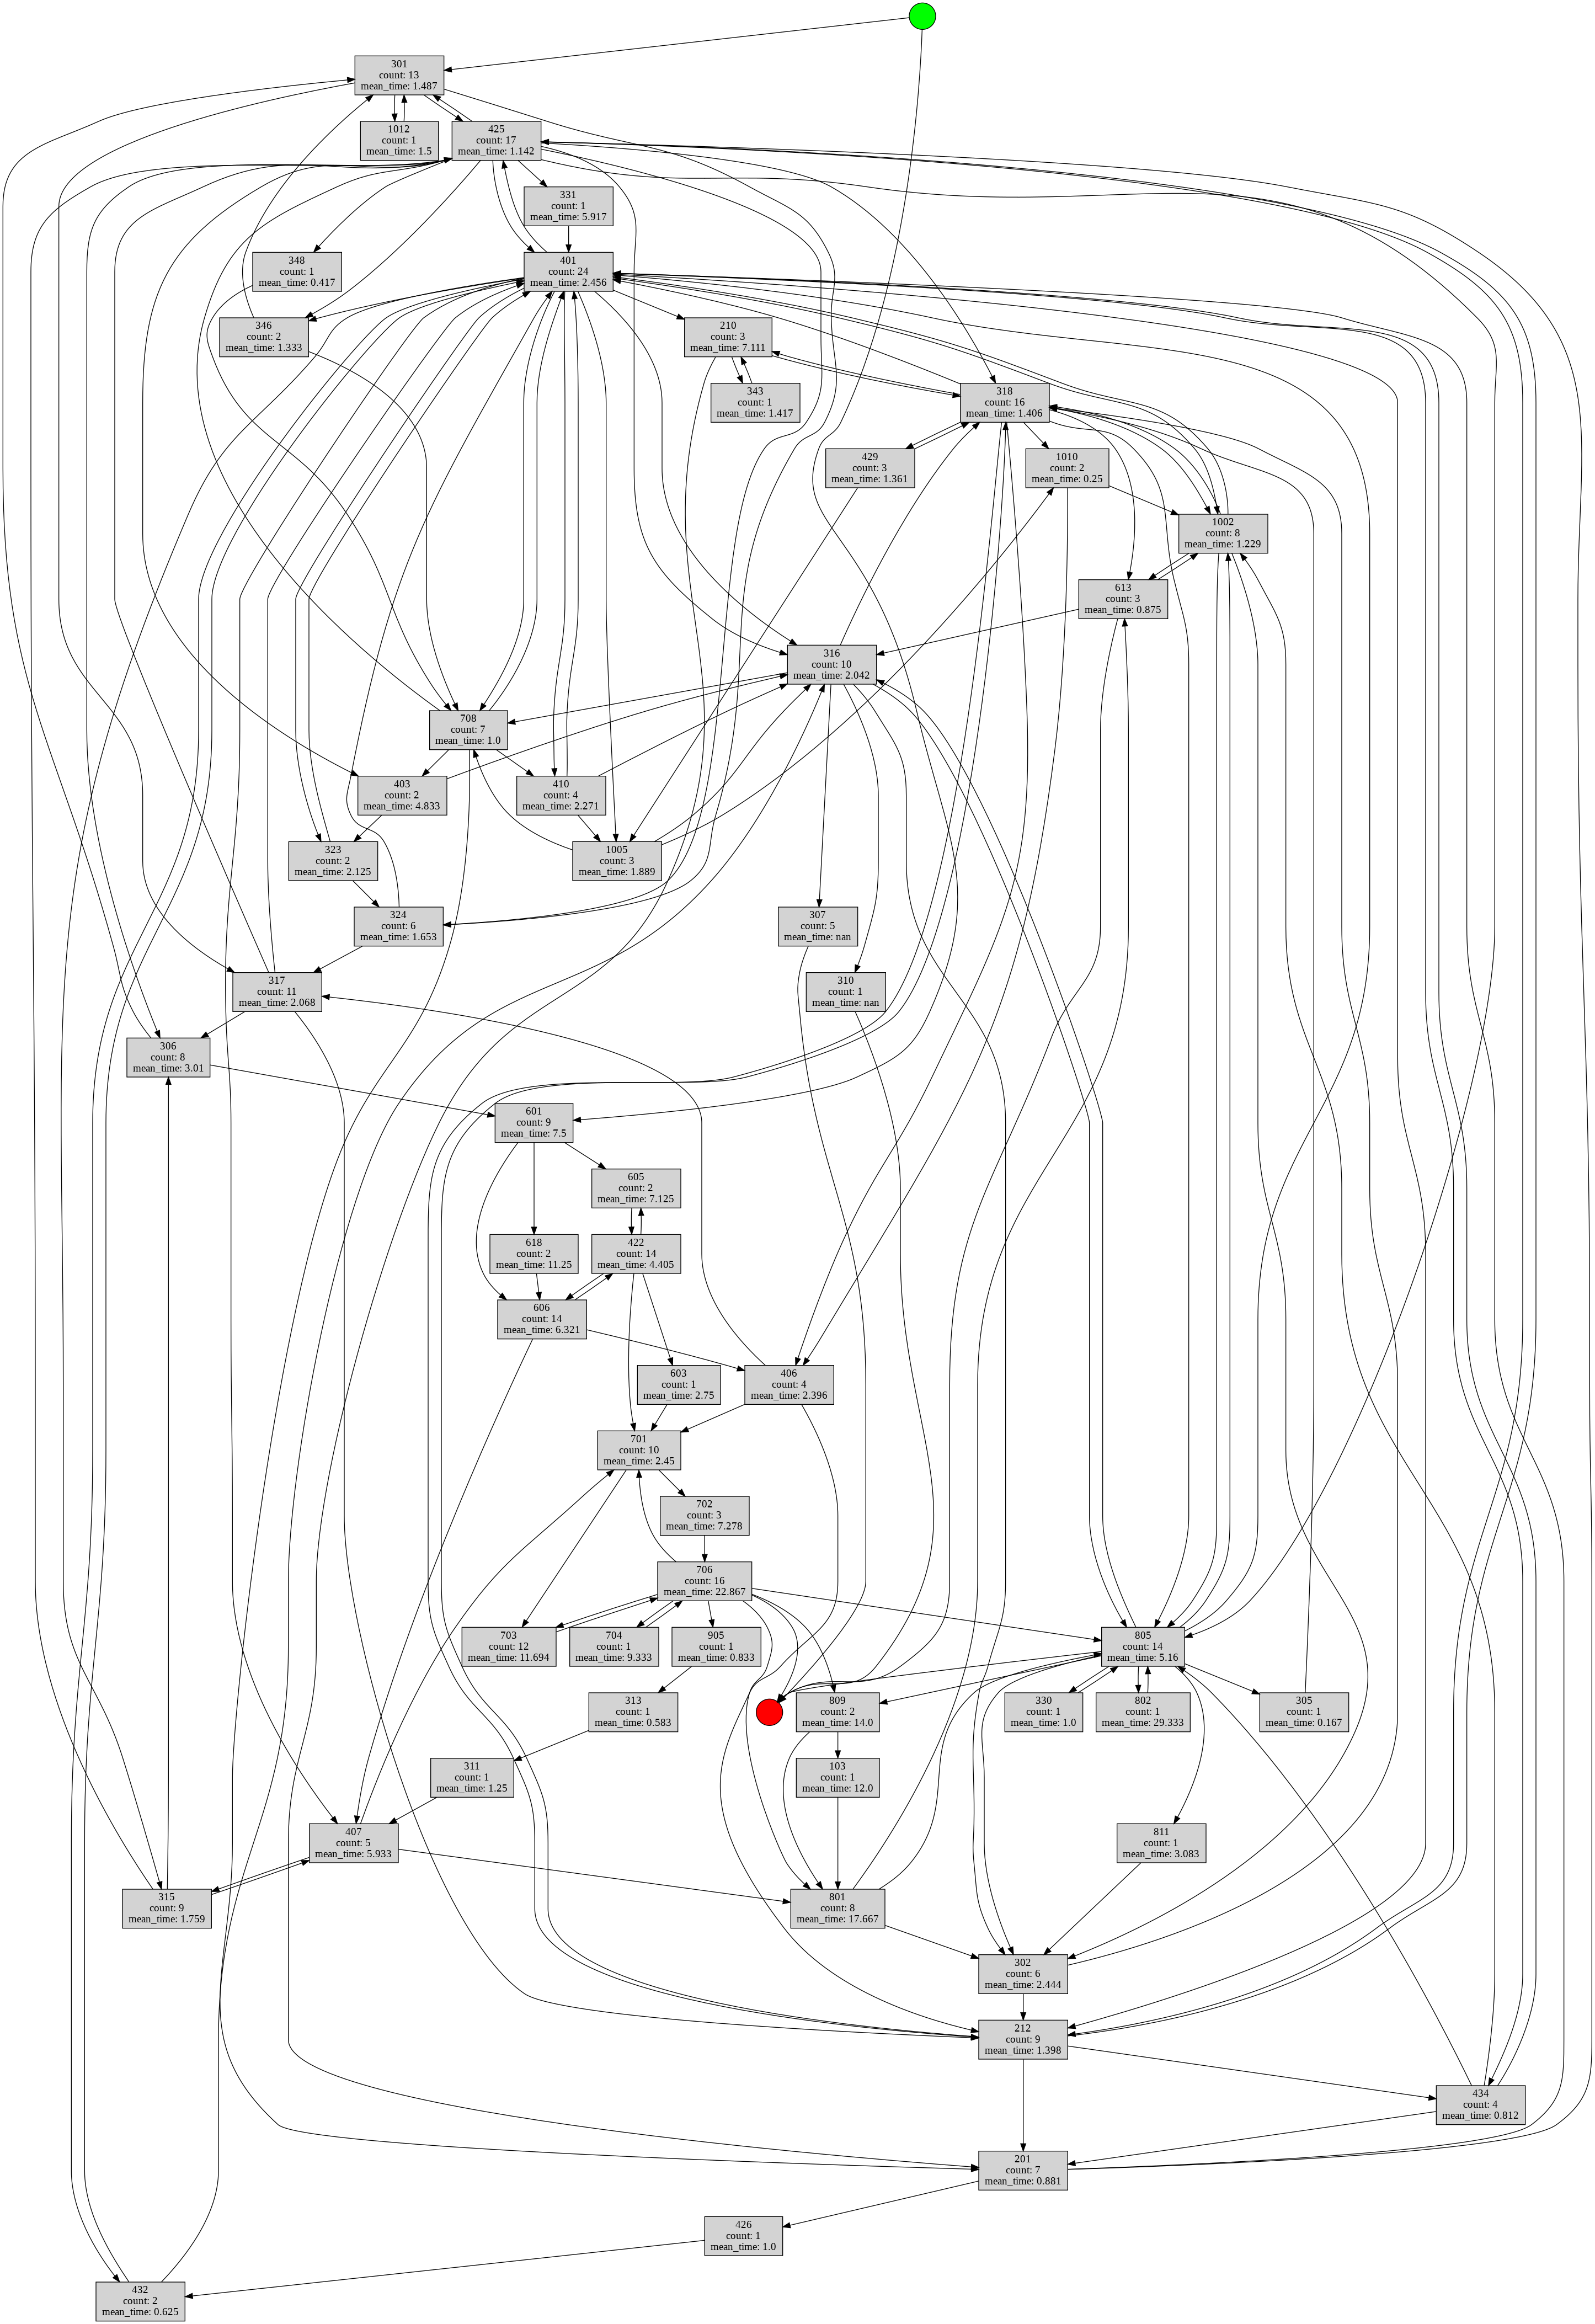 301
count: 13
mean_time: 1.487
1012
count: 1
mean_time: 1.5
425
count: 17
mean_time: 1.142
331
count: 1
mean_time: 5.917
348
count: 1
mean_time: 0.417
401
count: 24
mean_time: 2.456
346
count: 2
mean_time: 1.333
210
count: 3
mean_time: 7.111
343
count: 1
mean_time: 1.417
318
count: 16
mean_time: 1.406
429
count: 3
mean_time: 1.361
1010
count: 2
mean_time: 0.25
1002
count: 8
mean_time: 1.229
613
count: 3
mean_time: 0.875
316
count: 10
mean_time: 2.042
708
count: 7
mean_time: 1.0
403
count: 2
mean_time: 4.833
410
count: 4
mean_time: 2.271
323
count: 2
mean_time: 2.125
1005
count: 3
mean_time: 1.889
324
count: 6
mean_time: 1.653
307
count: 5
mean_time: nan
317
count: 11
mean_time: 2.068
310
count: 1
mean_time: nan
306
count: 8
mean_time: 3.01
601
count: 9
mean_time: 7.5
605
count: 2
mean_time: 7.125
618
count: 2
mean_time: 11.25
422
count: 14
mean_time: 4.405
606
count: 14
mean_time: 6.321
603
count: 1
mean_time: 2.75
406
count: 4
mean_time: 2.396
701
count: 10
mean_time: 2.45
702
count: 3
mean_time: 7.278
706
count: 16
mean_time: 22.867
703
count: 12
mean_time: 11.694
704
count: 1
mean_time: 9.333
905
count: 1
mean_time: 0.833
805
count: 14
mean_time: 5.16
313
count: 1
mean_time: 0.583
809
count: 2
mean_time: 14.0
330
count: 1
mean_time: 1.0
802
count: 1
mean_time: 29.333
305
count: 1
mean_time: 0.167
311
count: 1
mean_time: 1.25
103
count: 1
mean_time: 12.0
407
count: 5
mean_time: 5.933
811
count: 1
mean_time: 3.083
315
count: 9
mean_time: 1.759
801
count: 8
mean_time: 17.667
302
count: 6
mean_time: 2.444
212
count: 9
mean_time: 1.398
434
count: 4
mean_time: 0.812
201
count: 7
mean_time: 0.881
426
count: 1
mean_time: 1.0
432
count: 2
mean_time: 0.625